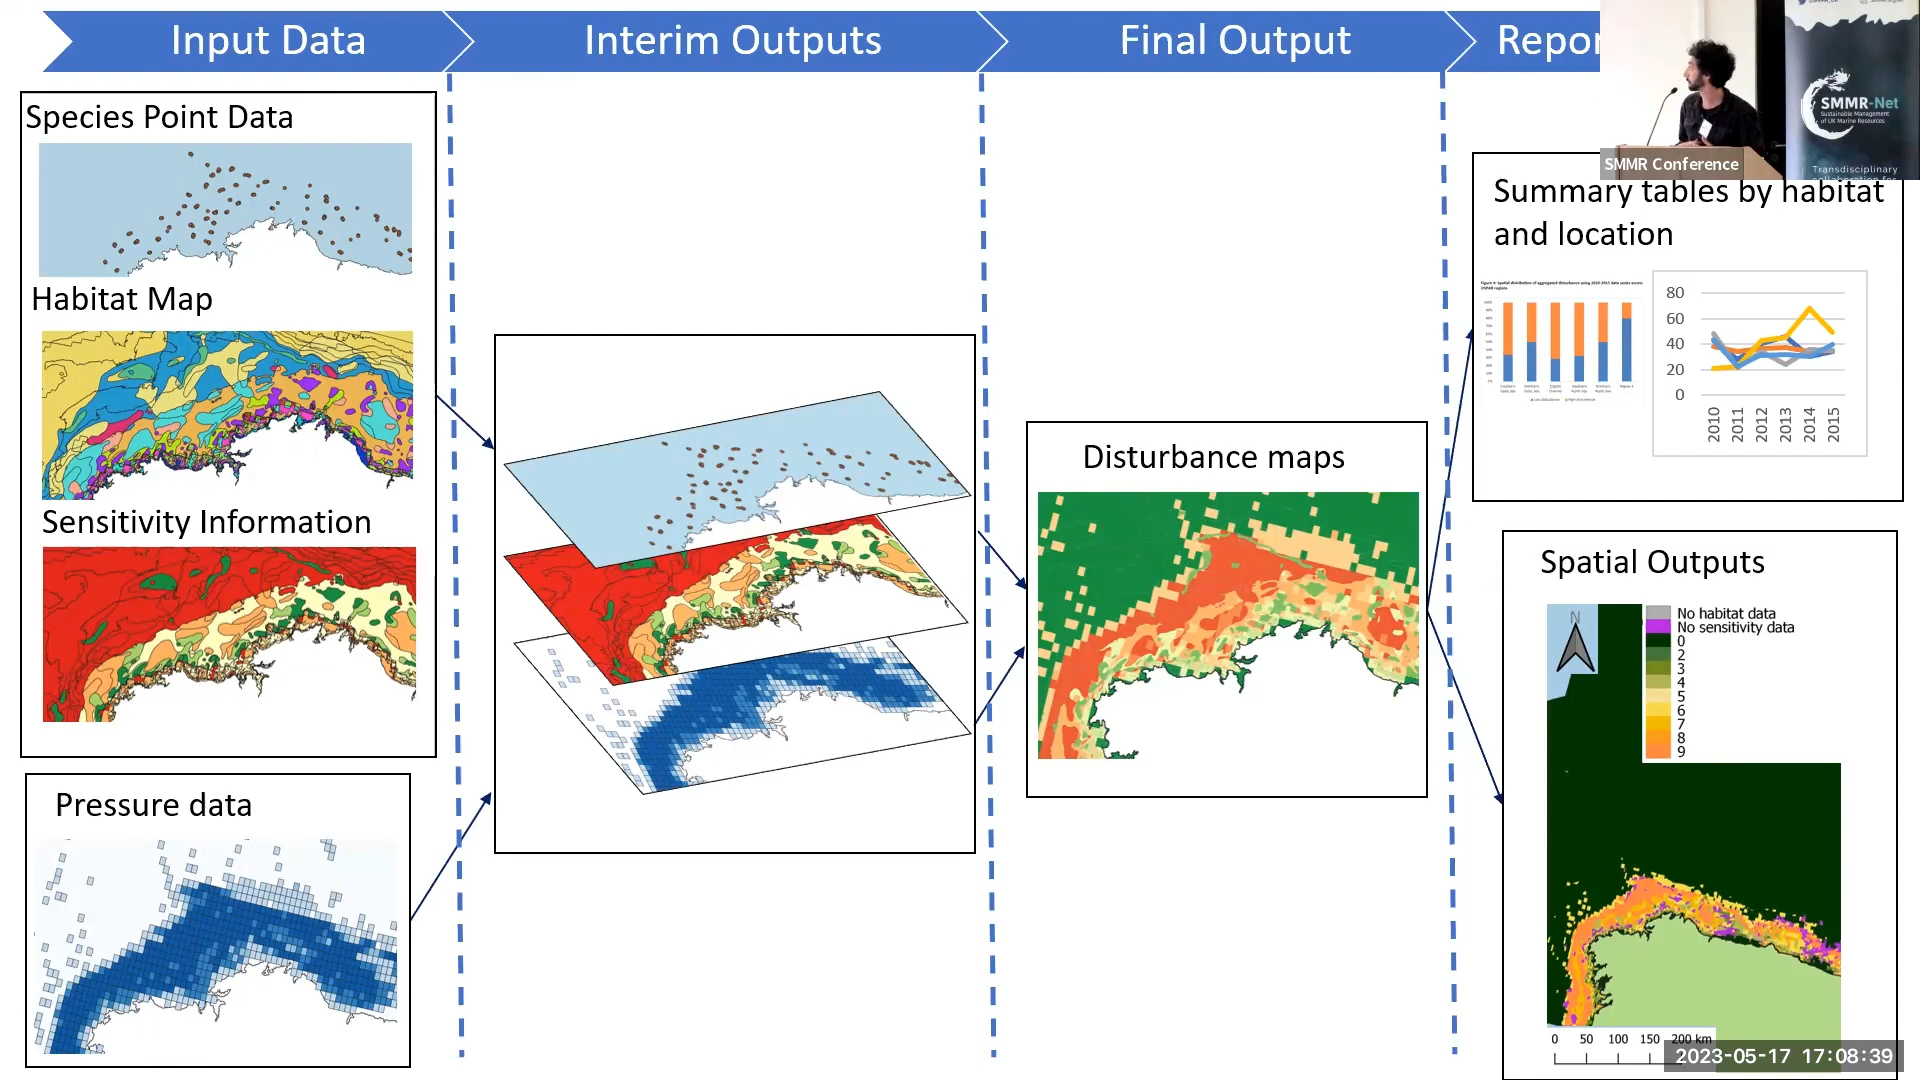 Input Data
Interim Outputs
Final Output
Repor
Species Point Data
Habitat Map
Sensitivity Information
Pressure data
Disturbance maps
SMMR-Net
Sustainable Management
of UK Marine Resources
Transdisciplinary
SMMR Conference
Summary tables by habitat
and location
80
60
40
20
0
2010
2011
2012
2013
2014
2015
Spatial Outputs
N
No habitat data
No sensitivity data
0
2
3
4
5
6
7
8
9
0 50 100 150 200 km
2023-05-17 17:08:39